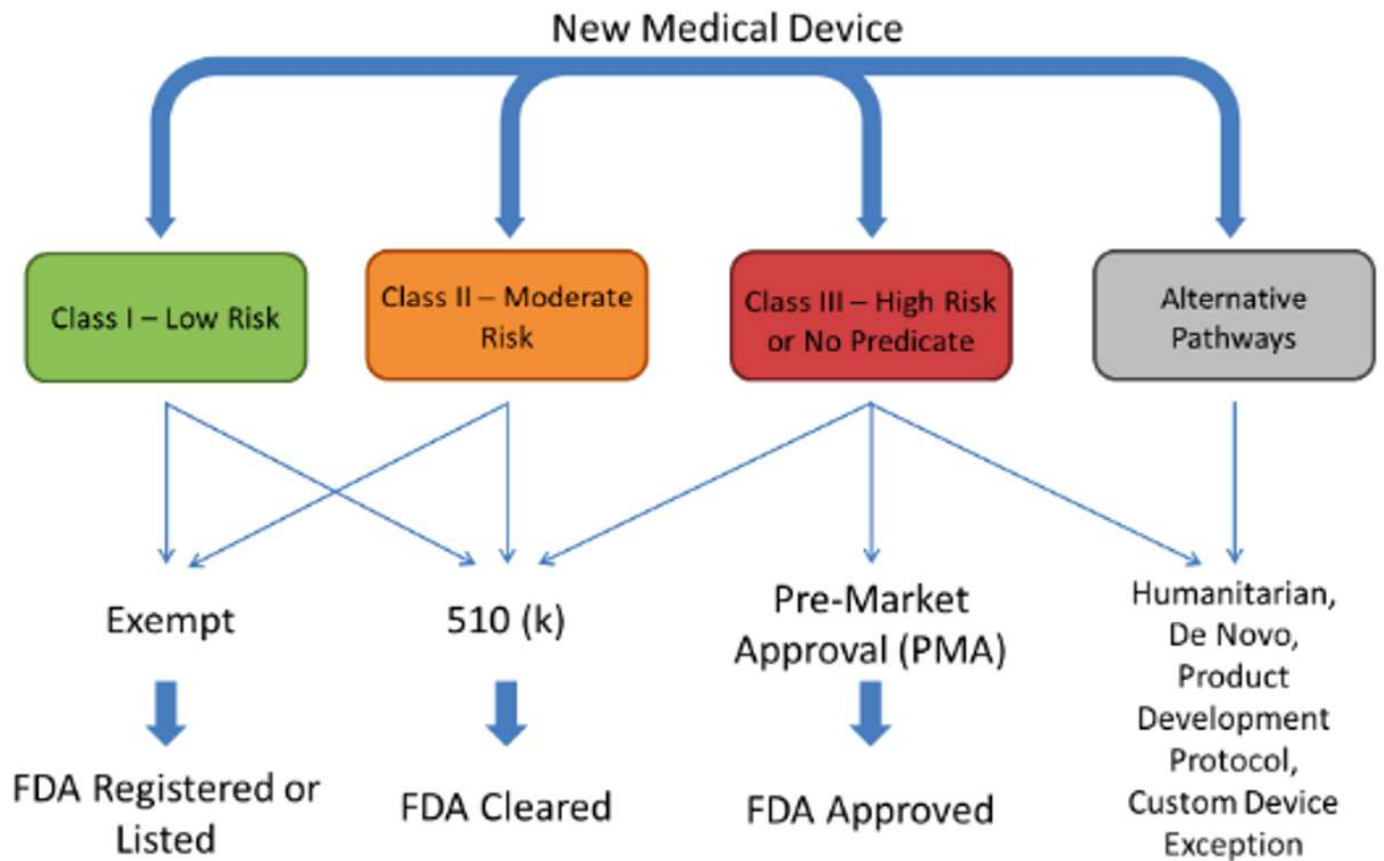 New Medical Device
Class I – Low Risk
Class II – Moderate
Risk
Class III – High Risk
or No Predicate
Alternative
Pathways
Exempt
510 (k)
Pre-Market
Approval (PMA)
Humanitarian,
De Novo,
Product
Development
Protocol,
Custom Device
Exception
FDA Registered or
Listed
FDA Cleared
FDA Approved